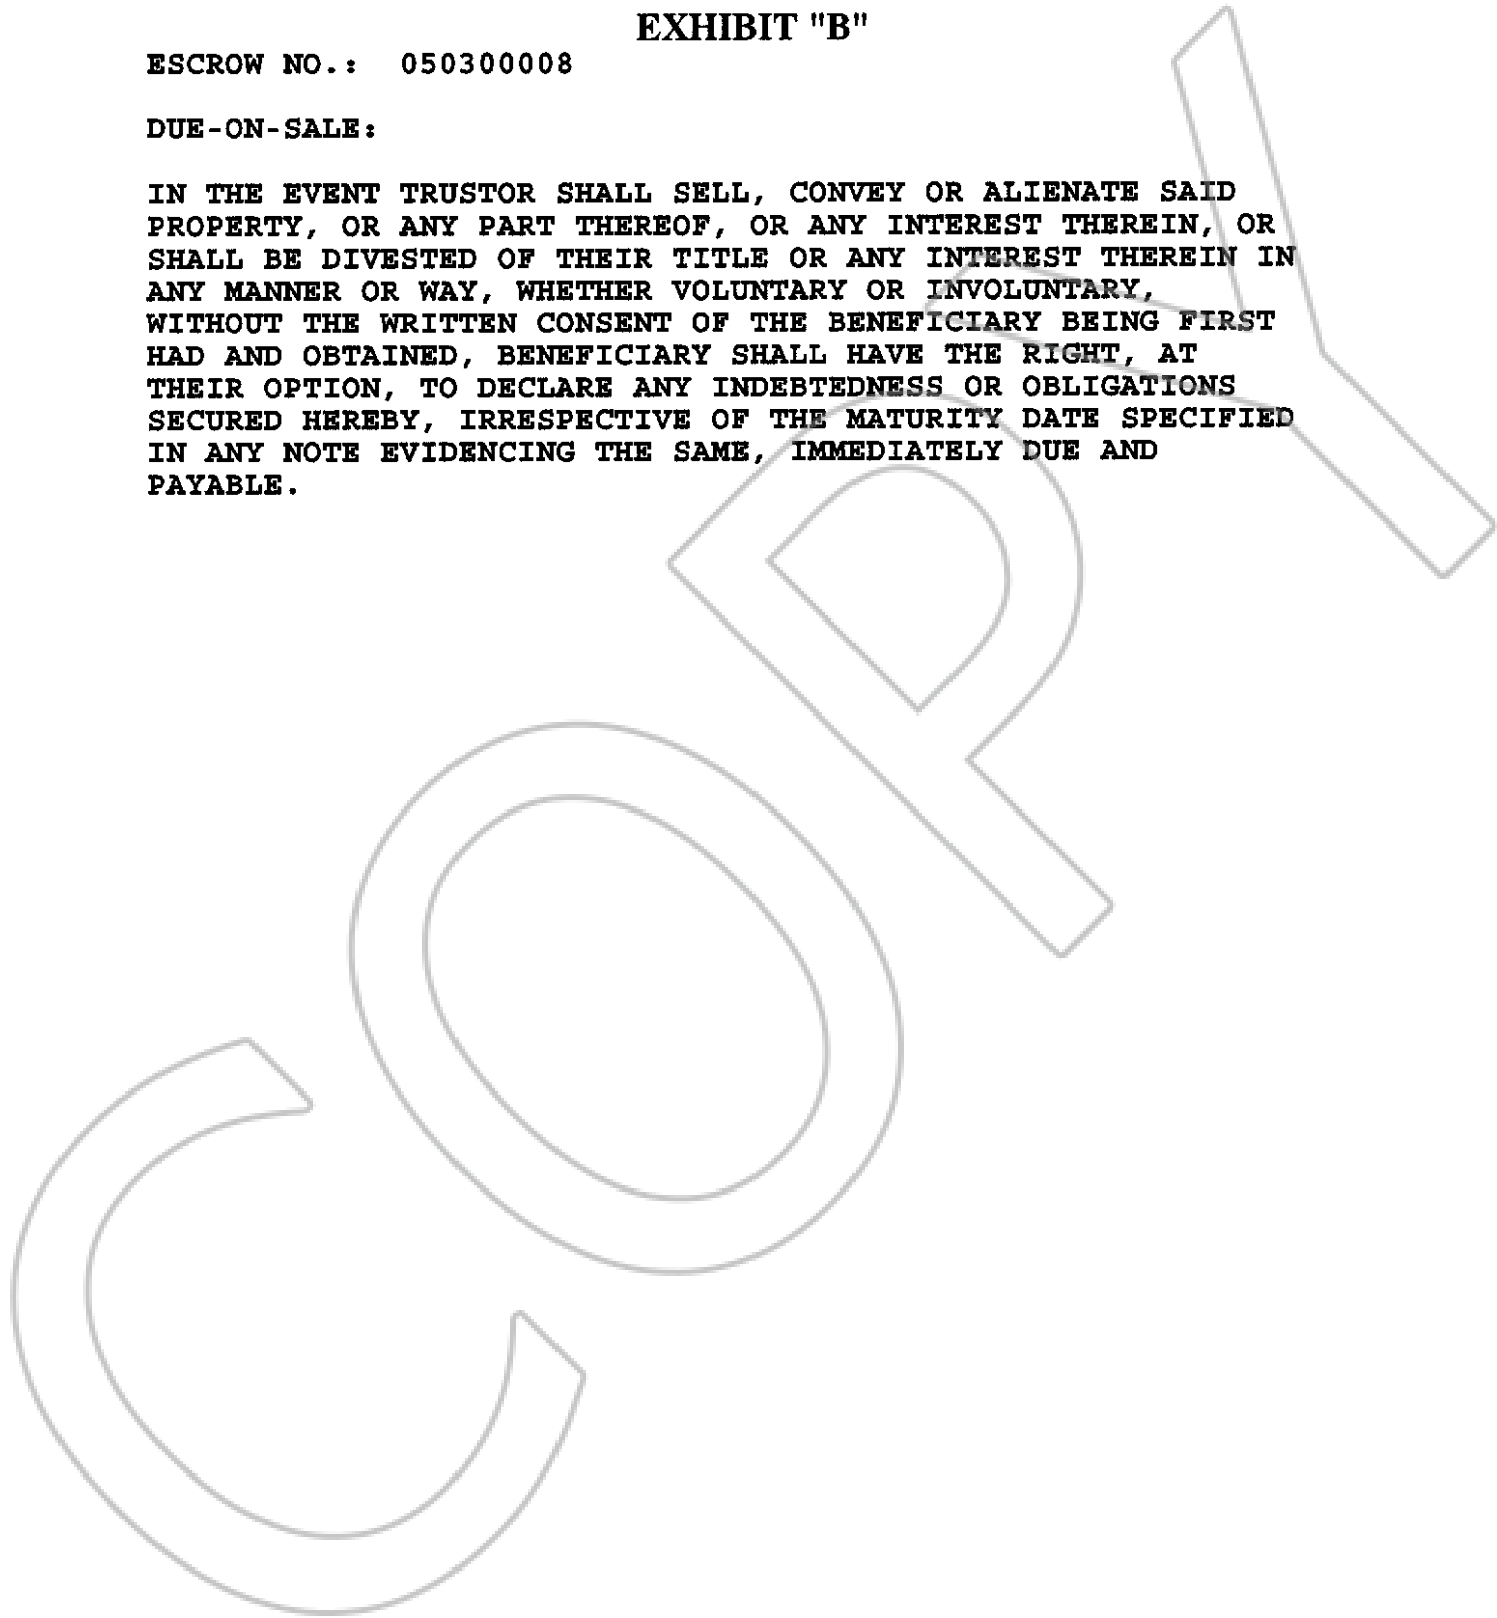 EXHIBIT "B"
ESCROW NO.: 050300008
DUE-ON-SALE:
IN THE EVENT TRUSTOR SHALL SELL, CONVEY OR ALIENATE SAID
PROPERTY, OR ANY PART THEREOF, OR ANY INTEREST THEREIN, OR
SHALL BE DIVESTED OF THEIR TITLE OR ANY INTEREST THEREIN IN
ANY MANNER OR WAY, WHETHER VOLUNTARY OR INVOLUNTARY,
WITHOUT THE WRITTEN CONSENT OF THE BENEFICIARY BEING FIRST
HAD AND OBTAINED, BENEFICIARY SHALL HAVE THE RIGHT, AT
THEIR OPTION, TO DECLARE ANY INDEBTEDNESS OR OBLIGATIONS
SECURED HEREBY, IRRESPECTIVE OF THE MATURITY DATE SPECIFIED
IN ANY NOTE EVIDENCING THE SAME, IMMEDIATELY DUE AND
PAYABLE.
COPY